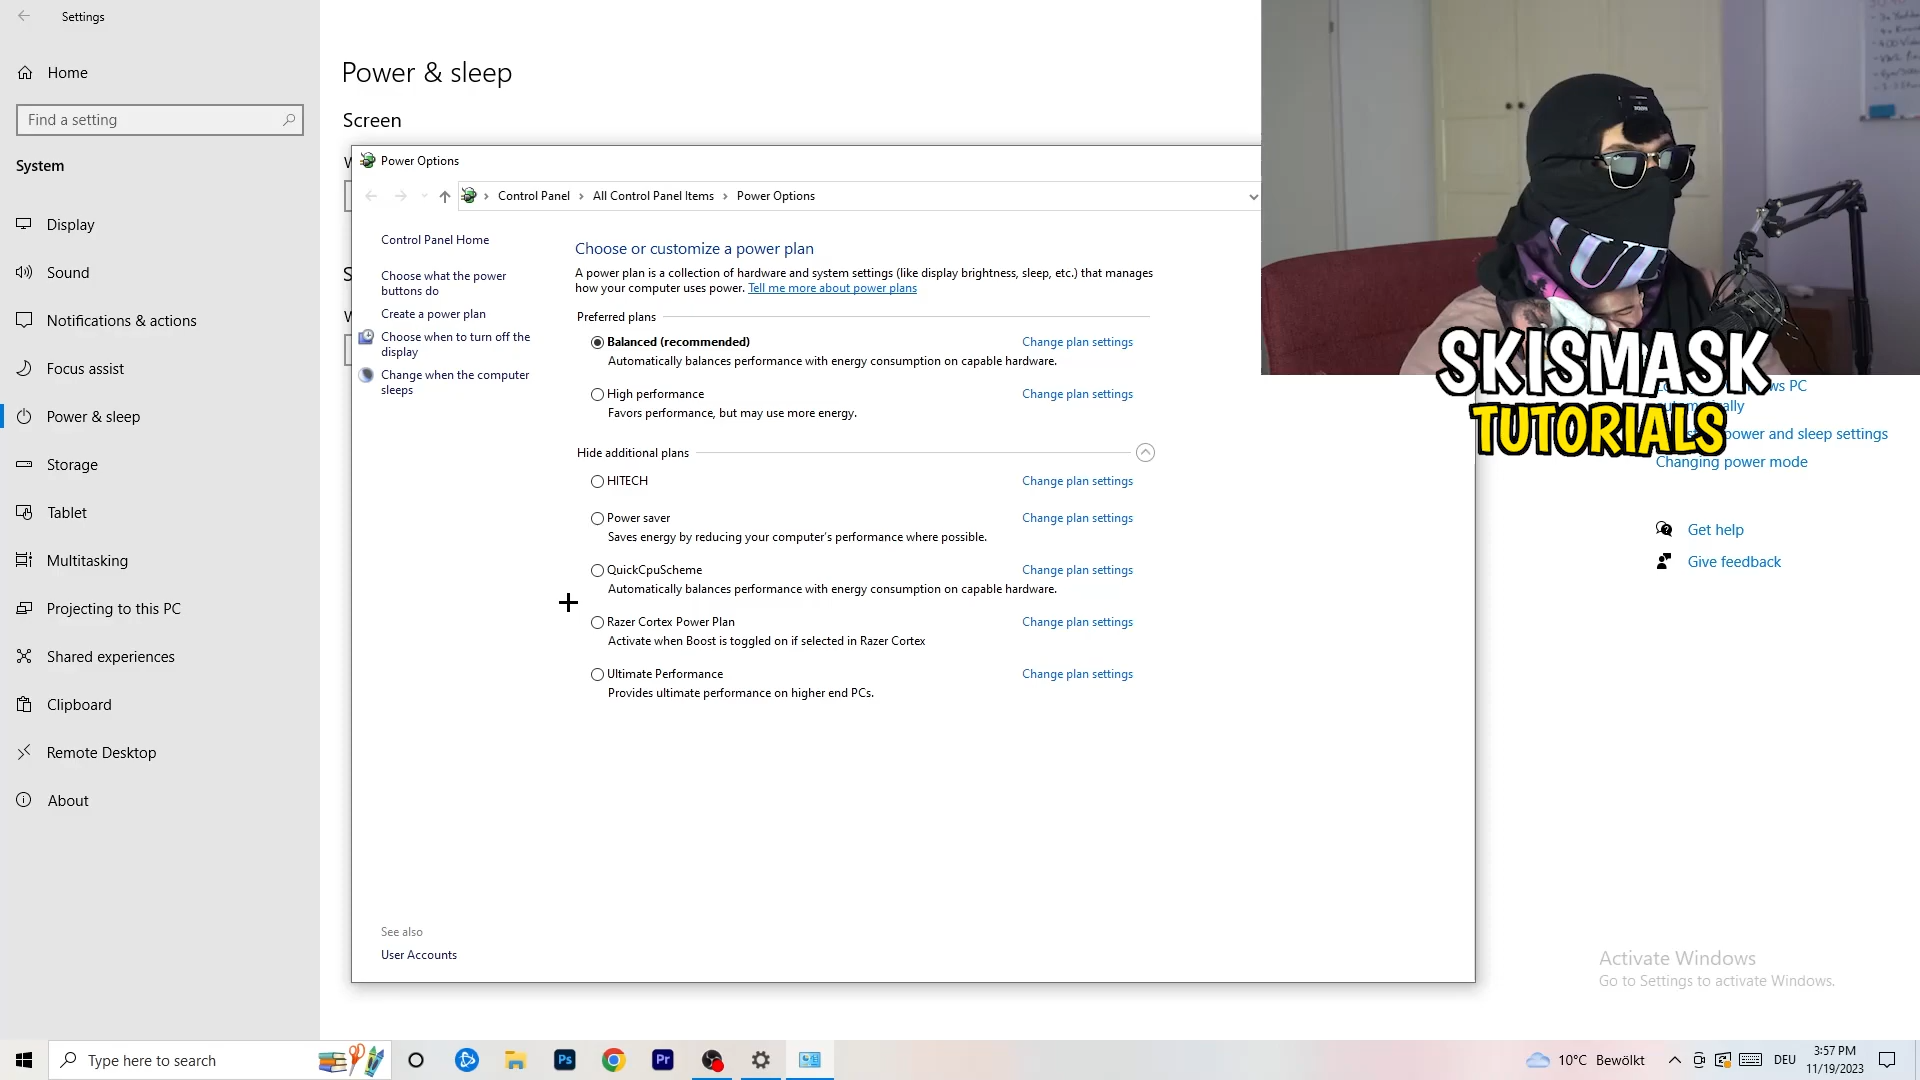 Settings
Home
Find a setting
System
Display
Sound
Notifications & actions
Focus assist
Power & sleep
Storage
Tablet
Multitasking
Projecting to this PC
Shared experiences
Clipboard
Remote Desktop
About
Power & sleep
Screen
Power Options
Control Panel
All Control Panel Items
Power Options
Control Panel Home
Choose what the power
buttons do
Create a power plan
Choose when to turn off the
display
Change when the computer
sleeps
See also
User Accounts
Choose or customize a power plan
A power plan is a collection of hardware and system settings (like display brightness, sleep, etc.) that manages
how your computer uses power. Tell me more about power plans
Preferred plans
Balanced (recommended) Change plan settings
Automatically balances performance with energy consumption on capable hardware.
High performance Change plan settings
Favors performance, but may use more energy.
Hide additional plans
HITECH Change plan settings
Power saver Change plan settings
Saves energy by reducing your computer's performance where possible.
QuickCpuScheme Change plan settings
Automatically balances performance with energy consumption on capable hardware.
Razer Cortex Power Plan Change plan settings
Activate when Boost is toggled on if selected in Razer Cortex
Ultimate Performance Change plan settings
Provides ultimate performance on higher end PCs.
SKISMASK
TUTORIALS
PC
power and sleep settings
Changing power mode
Get help
Give feedback
Activate Windows
Go to Settings to activate Windows.
Type here to search
Ps
Pr
10°C Bewölkt
DEU
3:57 PM
11/19/2023